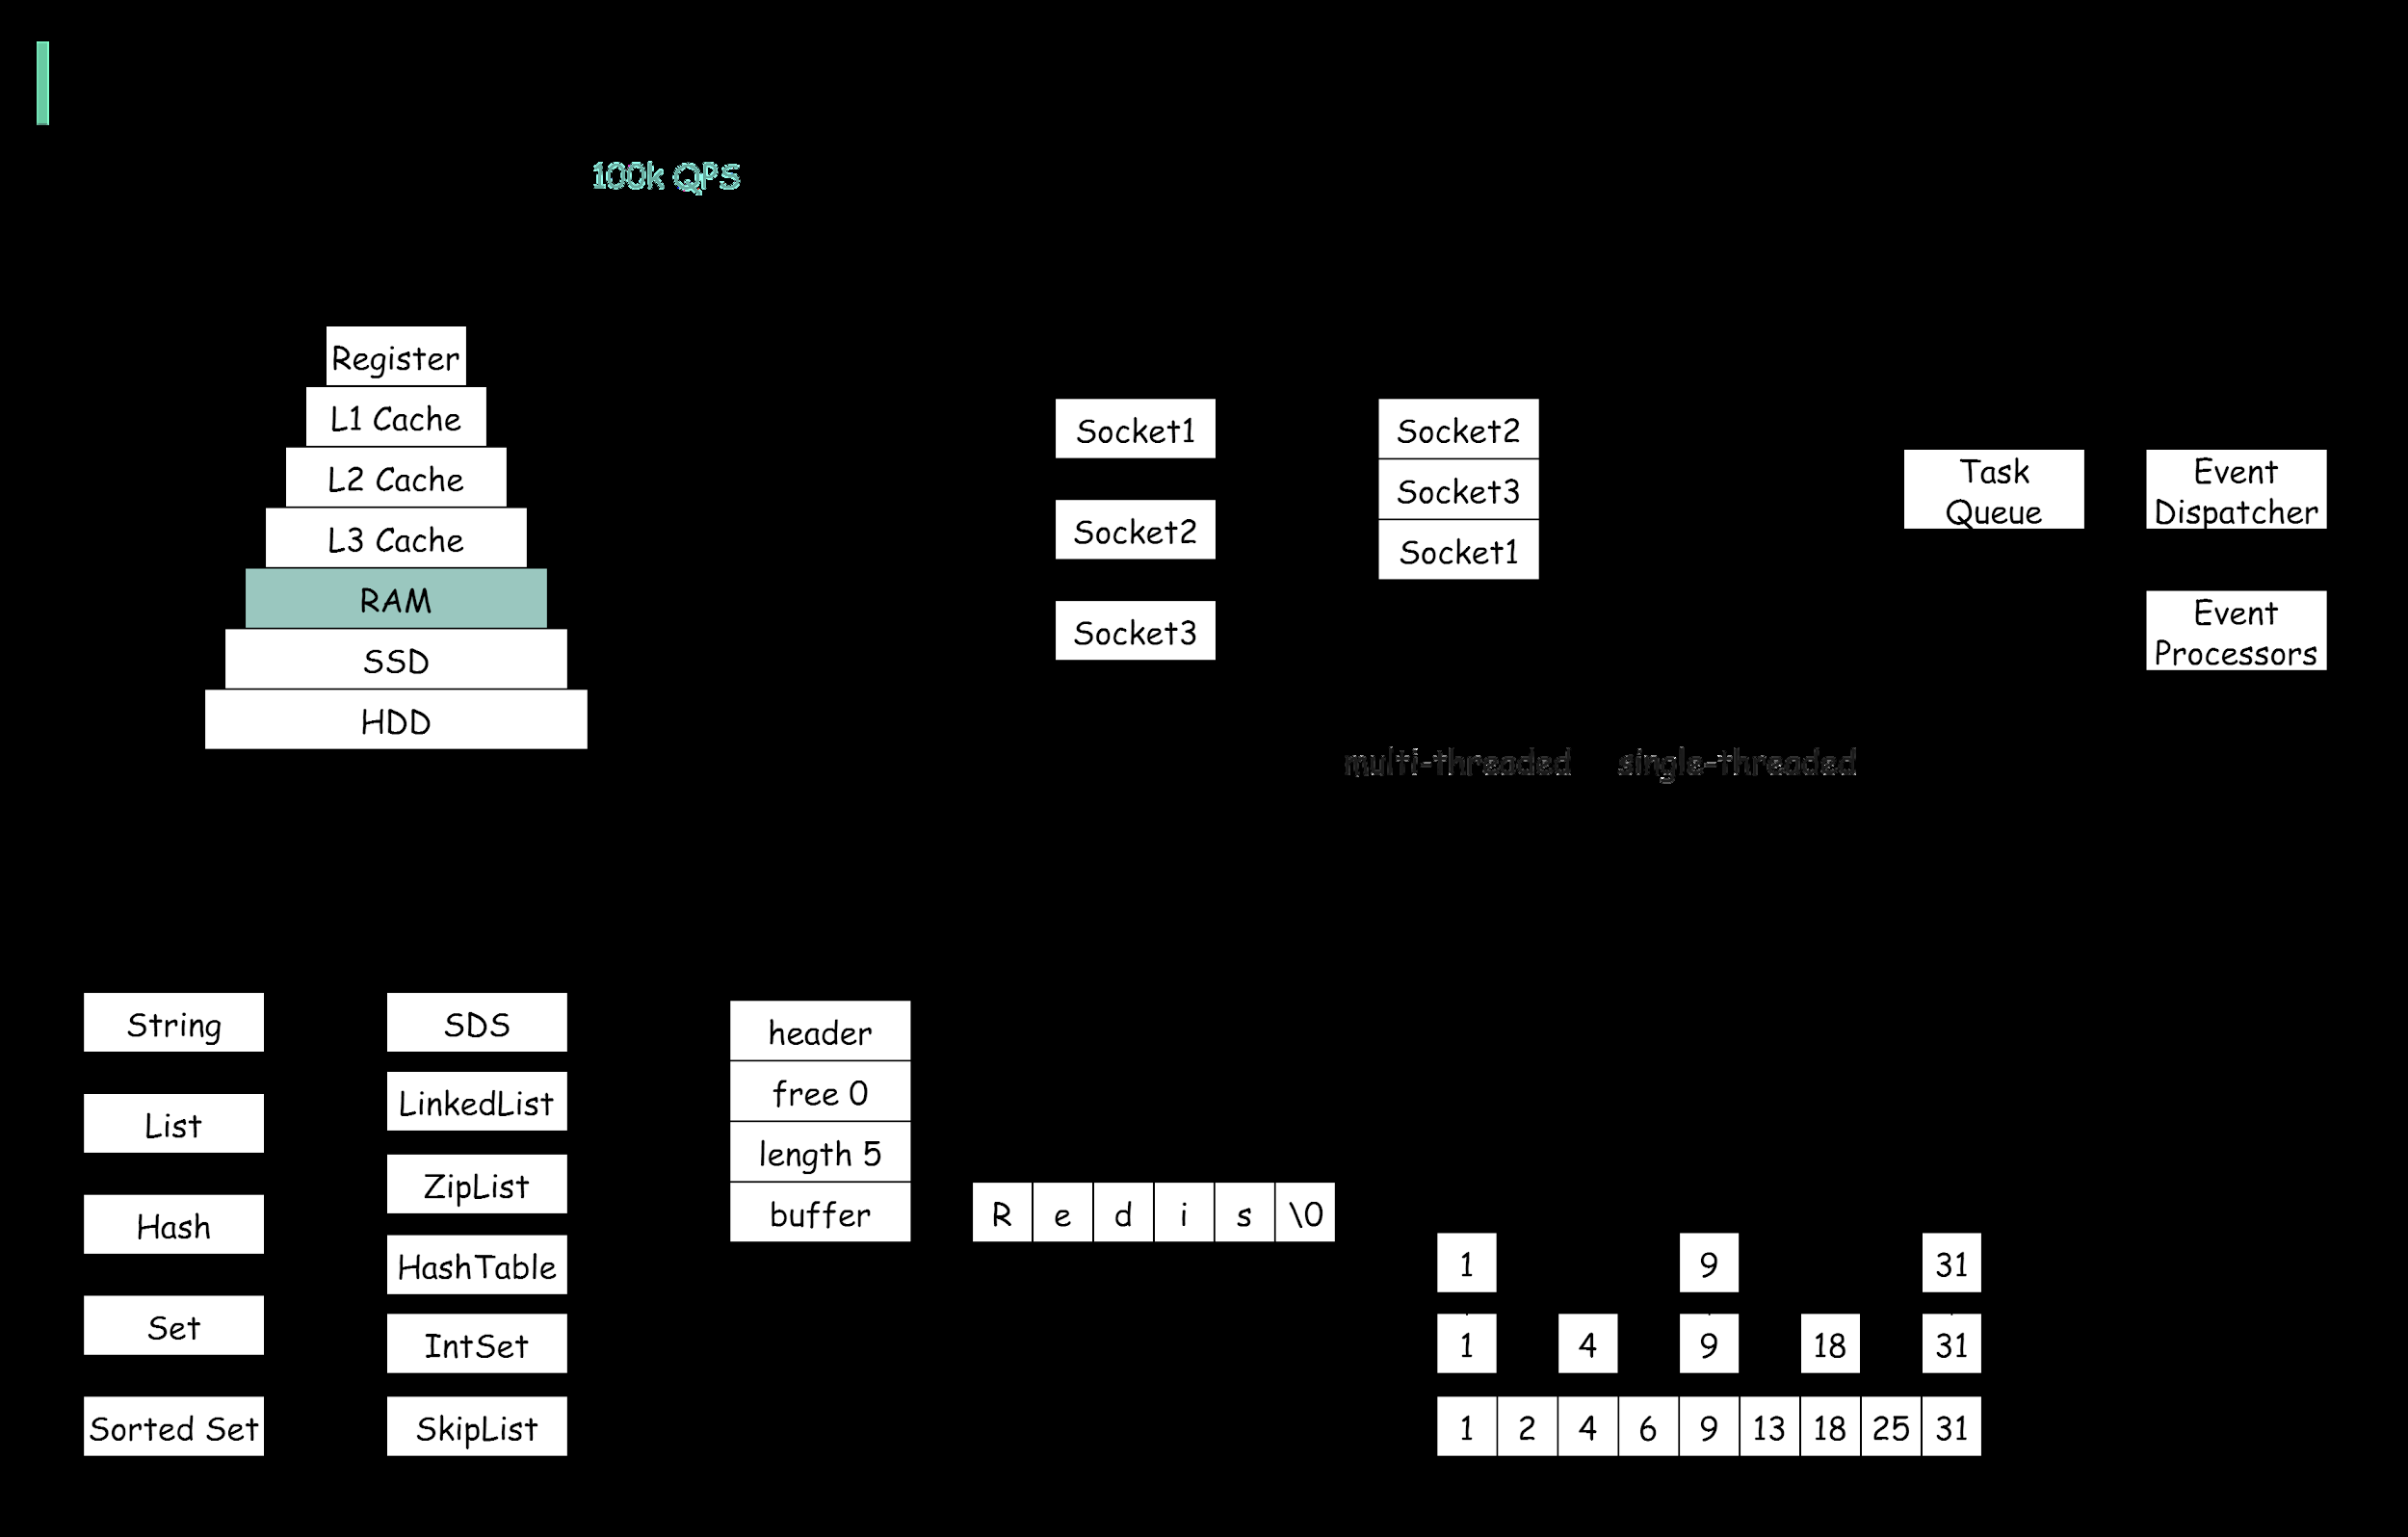 100k QPS
Register
L1 Cache
L2 Cache
L3 Cache
RAM
SSD
HDD
Socket1
Socket2
Socket3
Socket2
Socket3
Socket1
Task
Queue
Event
Dispatcher
Event
Processors
multi-threaded
single-threaded
String
List
Hash
Set
Sorted Set
SDS
LinkedList
ZipList
HashTable
IntSet
SkipList
header
free 0
length 5
buffer
R e d i s \0
1 9 31
1 4 9 18 31
1 2 4 6 9 13 18 25 31